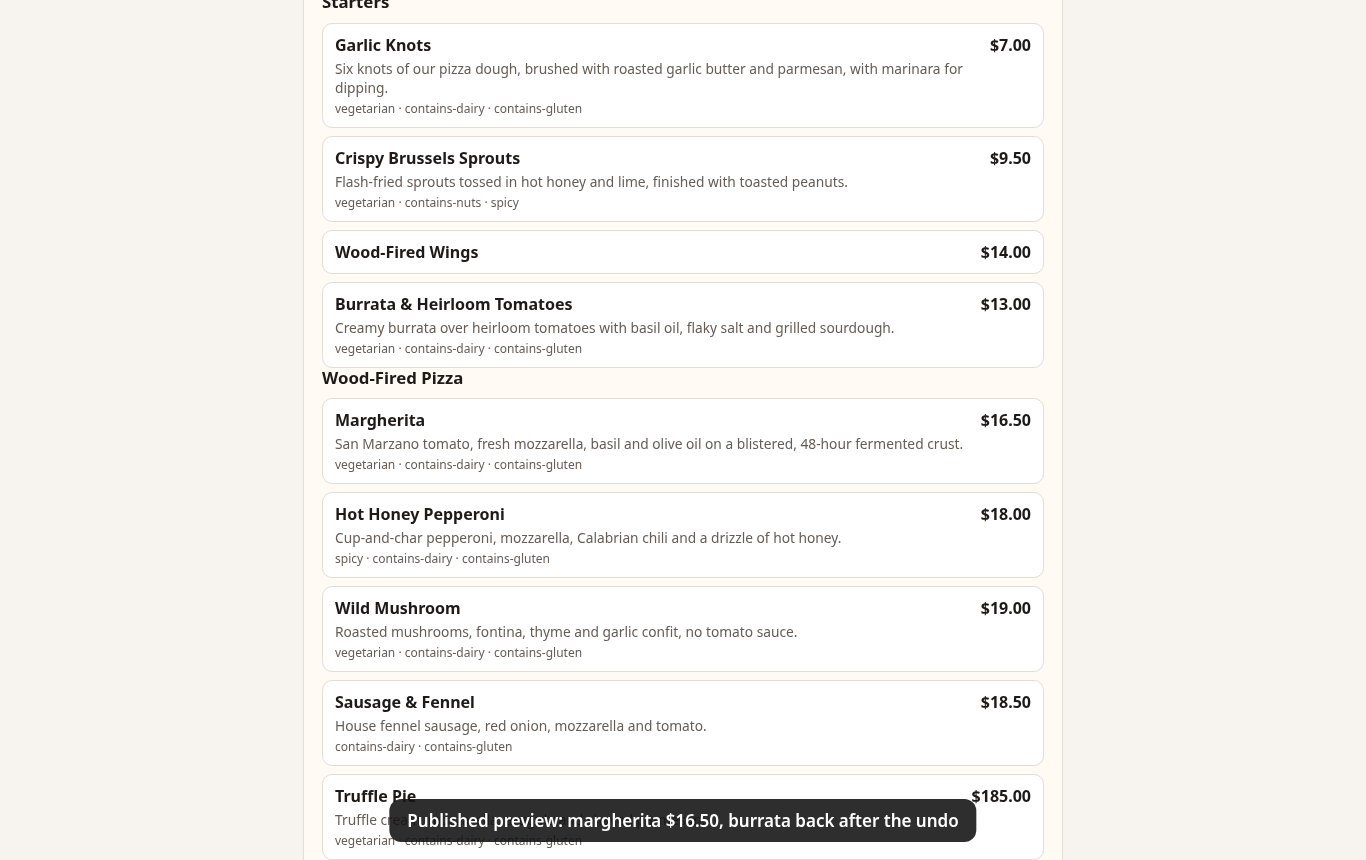 Starters
Garlic Knots
$7.00
Six knots of our pizza dough, brushed with roasted garlic butter and parmesan, with marinara for
dipping.
vegetarian · contains-dairy · contains-gluten
Crispy Brussels Sprouts
$9.50
Flash-fried sprouts tossed in hot honey and lime, finished with toasted peanuts.
vegetarian · contains-nuts · spicy
Wood-Fired Wings
$14.00
Burrata & Heirloom Tomatoes
$13.00
Creamy burrata over heirloom tomatoes with basil oil, flaky salt and grilled sourdough.
vegetarian · contains-dairy · contains-gluten
Wood-Fired Pizza
Margherita
$16.50
San Marzano tomato, fresh mozzarella, basil and olive oil on a blistered, 48-hour fermented crust.
vegetarian · contains-dairy · contains-gluten
Hot Honey Pepperoni
$18.00
Cup-and-char pepperoni, mozzarella, Calabrian chili and a drizzle of hot honey.
spicy · contains-dairy · contains-gluten
Wild Mushroom
$19.00
Roasted mushrooms, fontina, thyme and garlic confit, no tomato sauce.
vegetarian · contains-dairy · contains-gluten
Sausage & Fennel
$18.50
House fennel sausage, red onion, mozzarella and tomato.
contains-dairy · contains-gluten
Truffle Pie
$185.00
Truffle
Published preview: margherita $16.50, burrata back after the undo
vegetarian · contains-dairy · contains-gluten